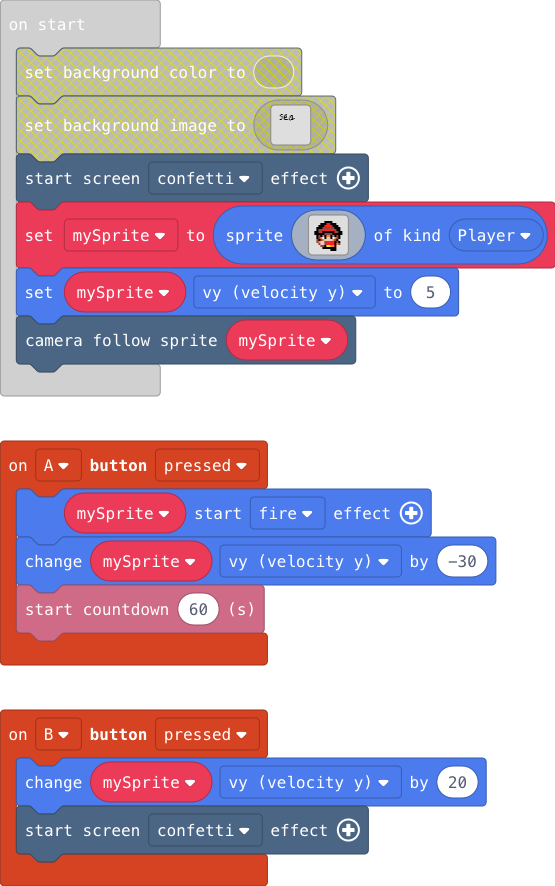 on start
set background color to
set background image to sea
start screen confetti effect
set mySprite to sprite of kind Player
set mySprite vy (velocity y) to 5
camera follow sprite mySprite
on A button pressed
mySprite start fire effect
change mySprite vy (velocity y) by -30
start countdown 60 (s)
on B button pressed
change mySprite vy (velocity y) by 20
start screen confetti effect